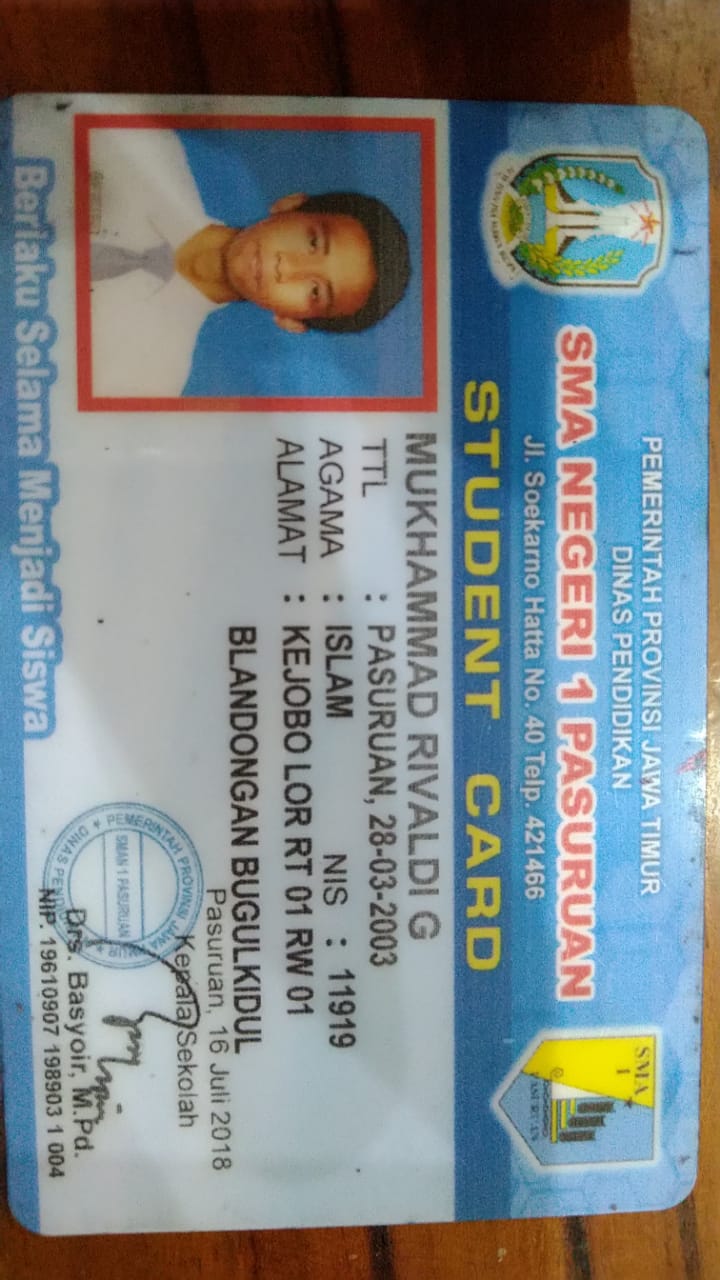 PEMERINTAH PROVINSI JAWA TIMUR
DINAS PENDIDIKAN
SMA NEGERI 1 PASURUAN
Jl. Soekarno Hatta No. 40 Telp. 421466
SMA
1
PASURUAN
STUDENT CARD
MUKHAMMAD RIVALDI G
TTL : PASURUAN, 28-03-2003
AGAMA : ISLAM NIS : 11919
ALAMAT : KEJOBO LOR RT 01 RW 01
BLANDONGAN BUGULKIDUL
Pasuruan, 16 Juli 2018
Kepala Sekolah
PEMERINTAH PROVINSI JAWA TIMUR
SMAN 1 PASURUAN
DINAS PENDIDIKAN
Drs. Basyoir, M.Pd.
NIP. 19610907 198903 1 004
Berlaku Selama Menjadi Siswa